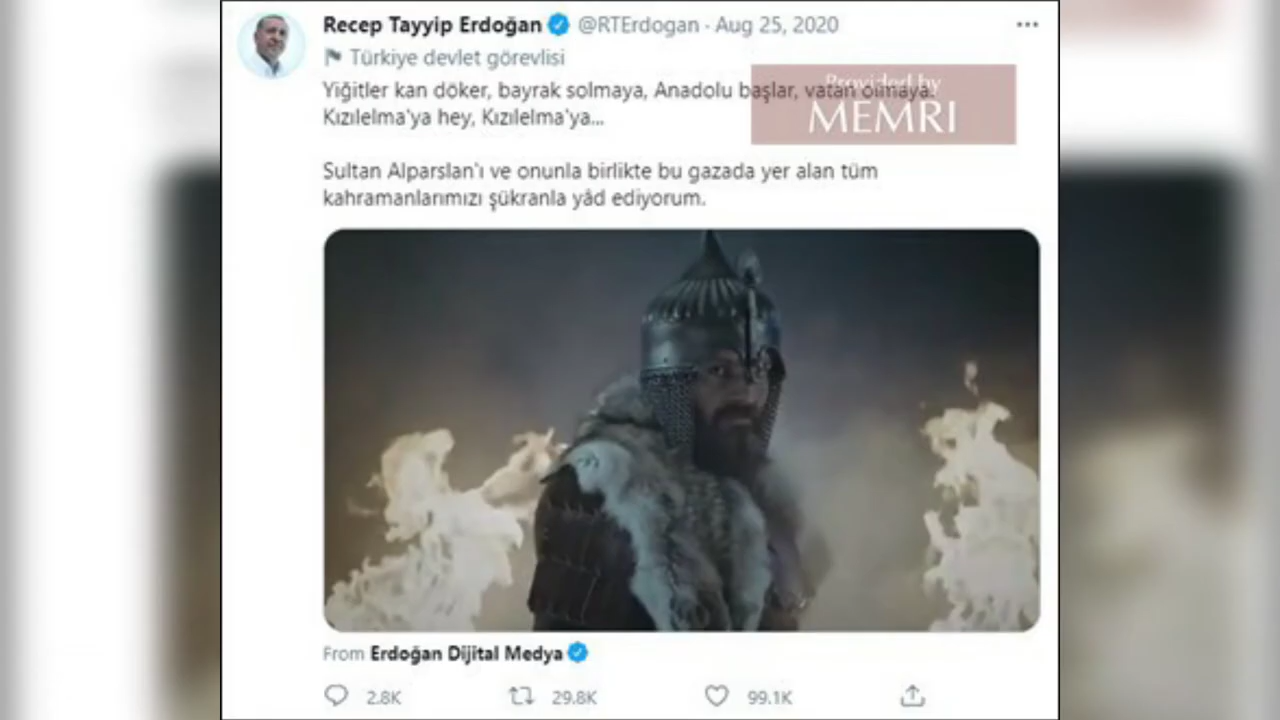 Recep Tayyip Erdoğan @RTErdogan · Aug 25, 2020
Türkiye devlet görevlisi
Yiğitler kan döker, bayrak solmaya, Anadolu başlar, vatan olmaya.
Kızılelma'ya hey, Kızılelma'ya...
Provided by
MEMRI
Sultan Alparslan'ı ve onunla birlikte bu gazada yer alan tüm
kahramanlarımızı şükranla yâd ediyorum.
From Erdoğan Dijital Medya
2.8K 29.8K 99.1K